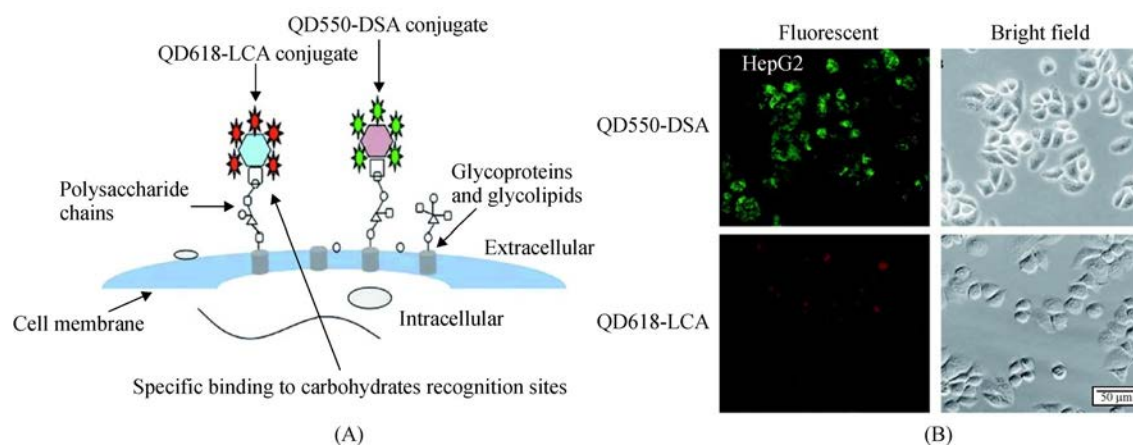 QD550-DSA conjugate
QD618-LCA conjugate
Polysaccharide
chains
Glycoproteins
and glycolipids
Extracellular
Cell membrane
Intracellular
Specific binding to carbohydrates recognition sites
(A)
Fluorescent
Bright field
HepG2
QD550-DSA
QD618-LCA
50 μm
(B)